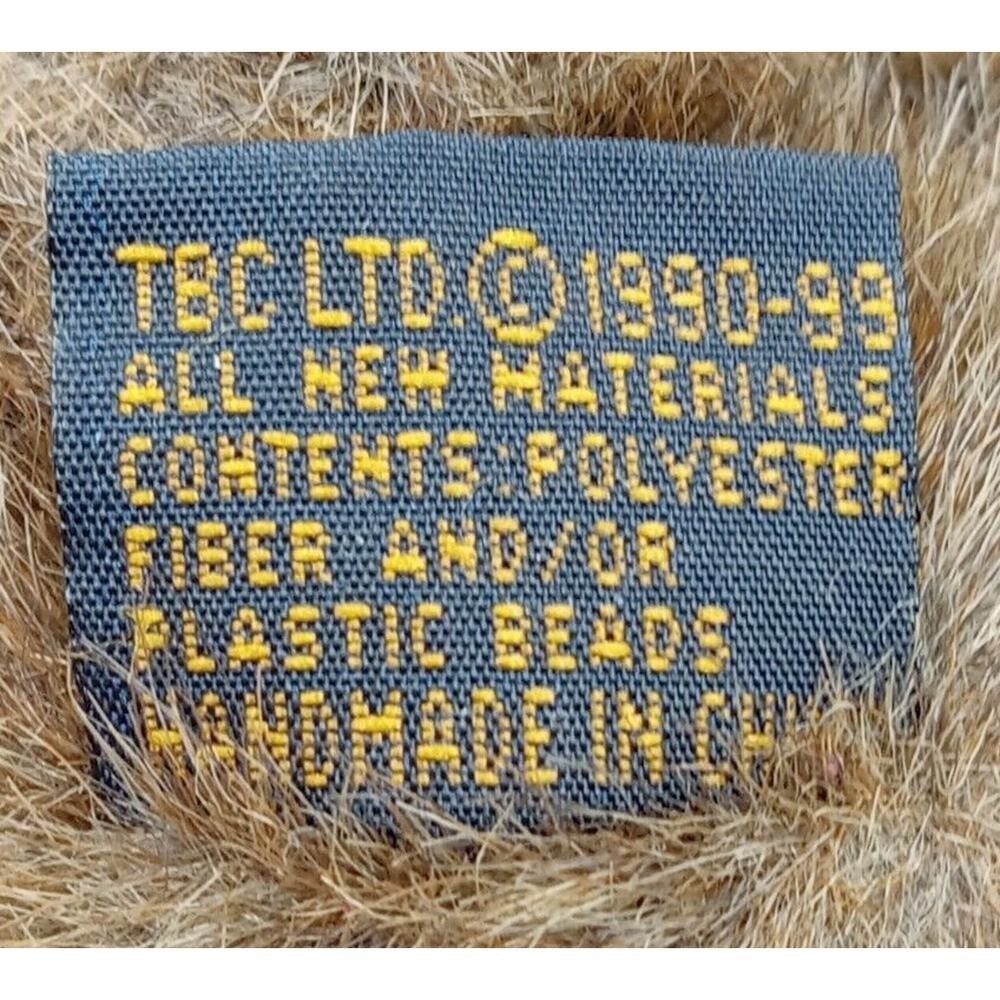 TBC LTD. © 1990-99
ALL NEW MATERIALS
CONTENTS: POLYESTER
FIBER AND/OR
PLASTIC BEADS
HANDMADE IN